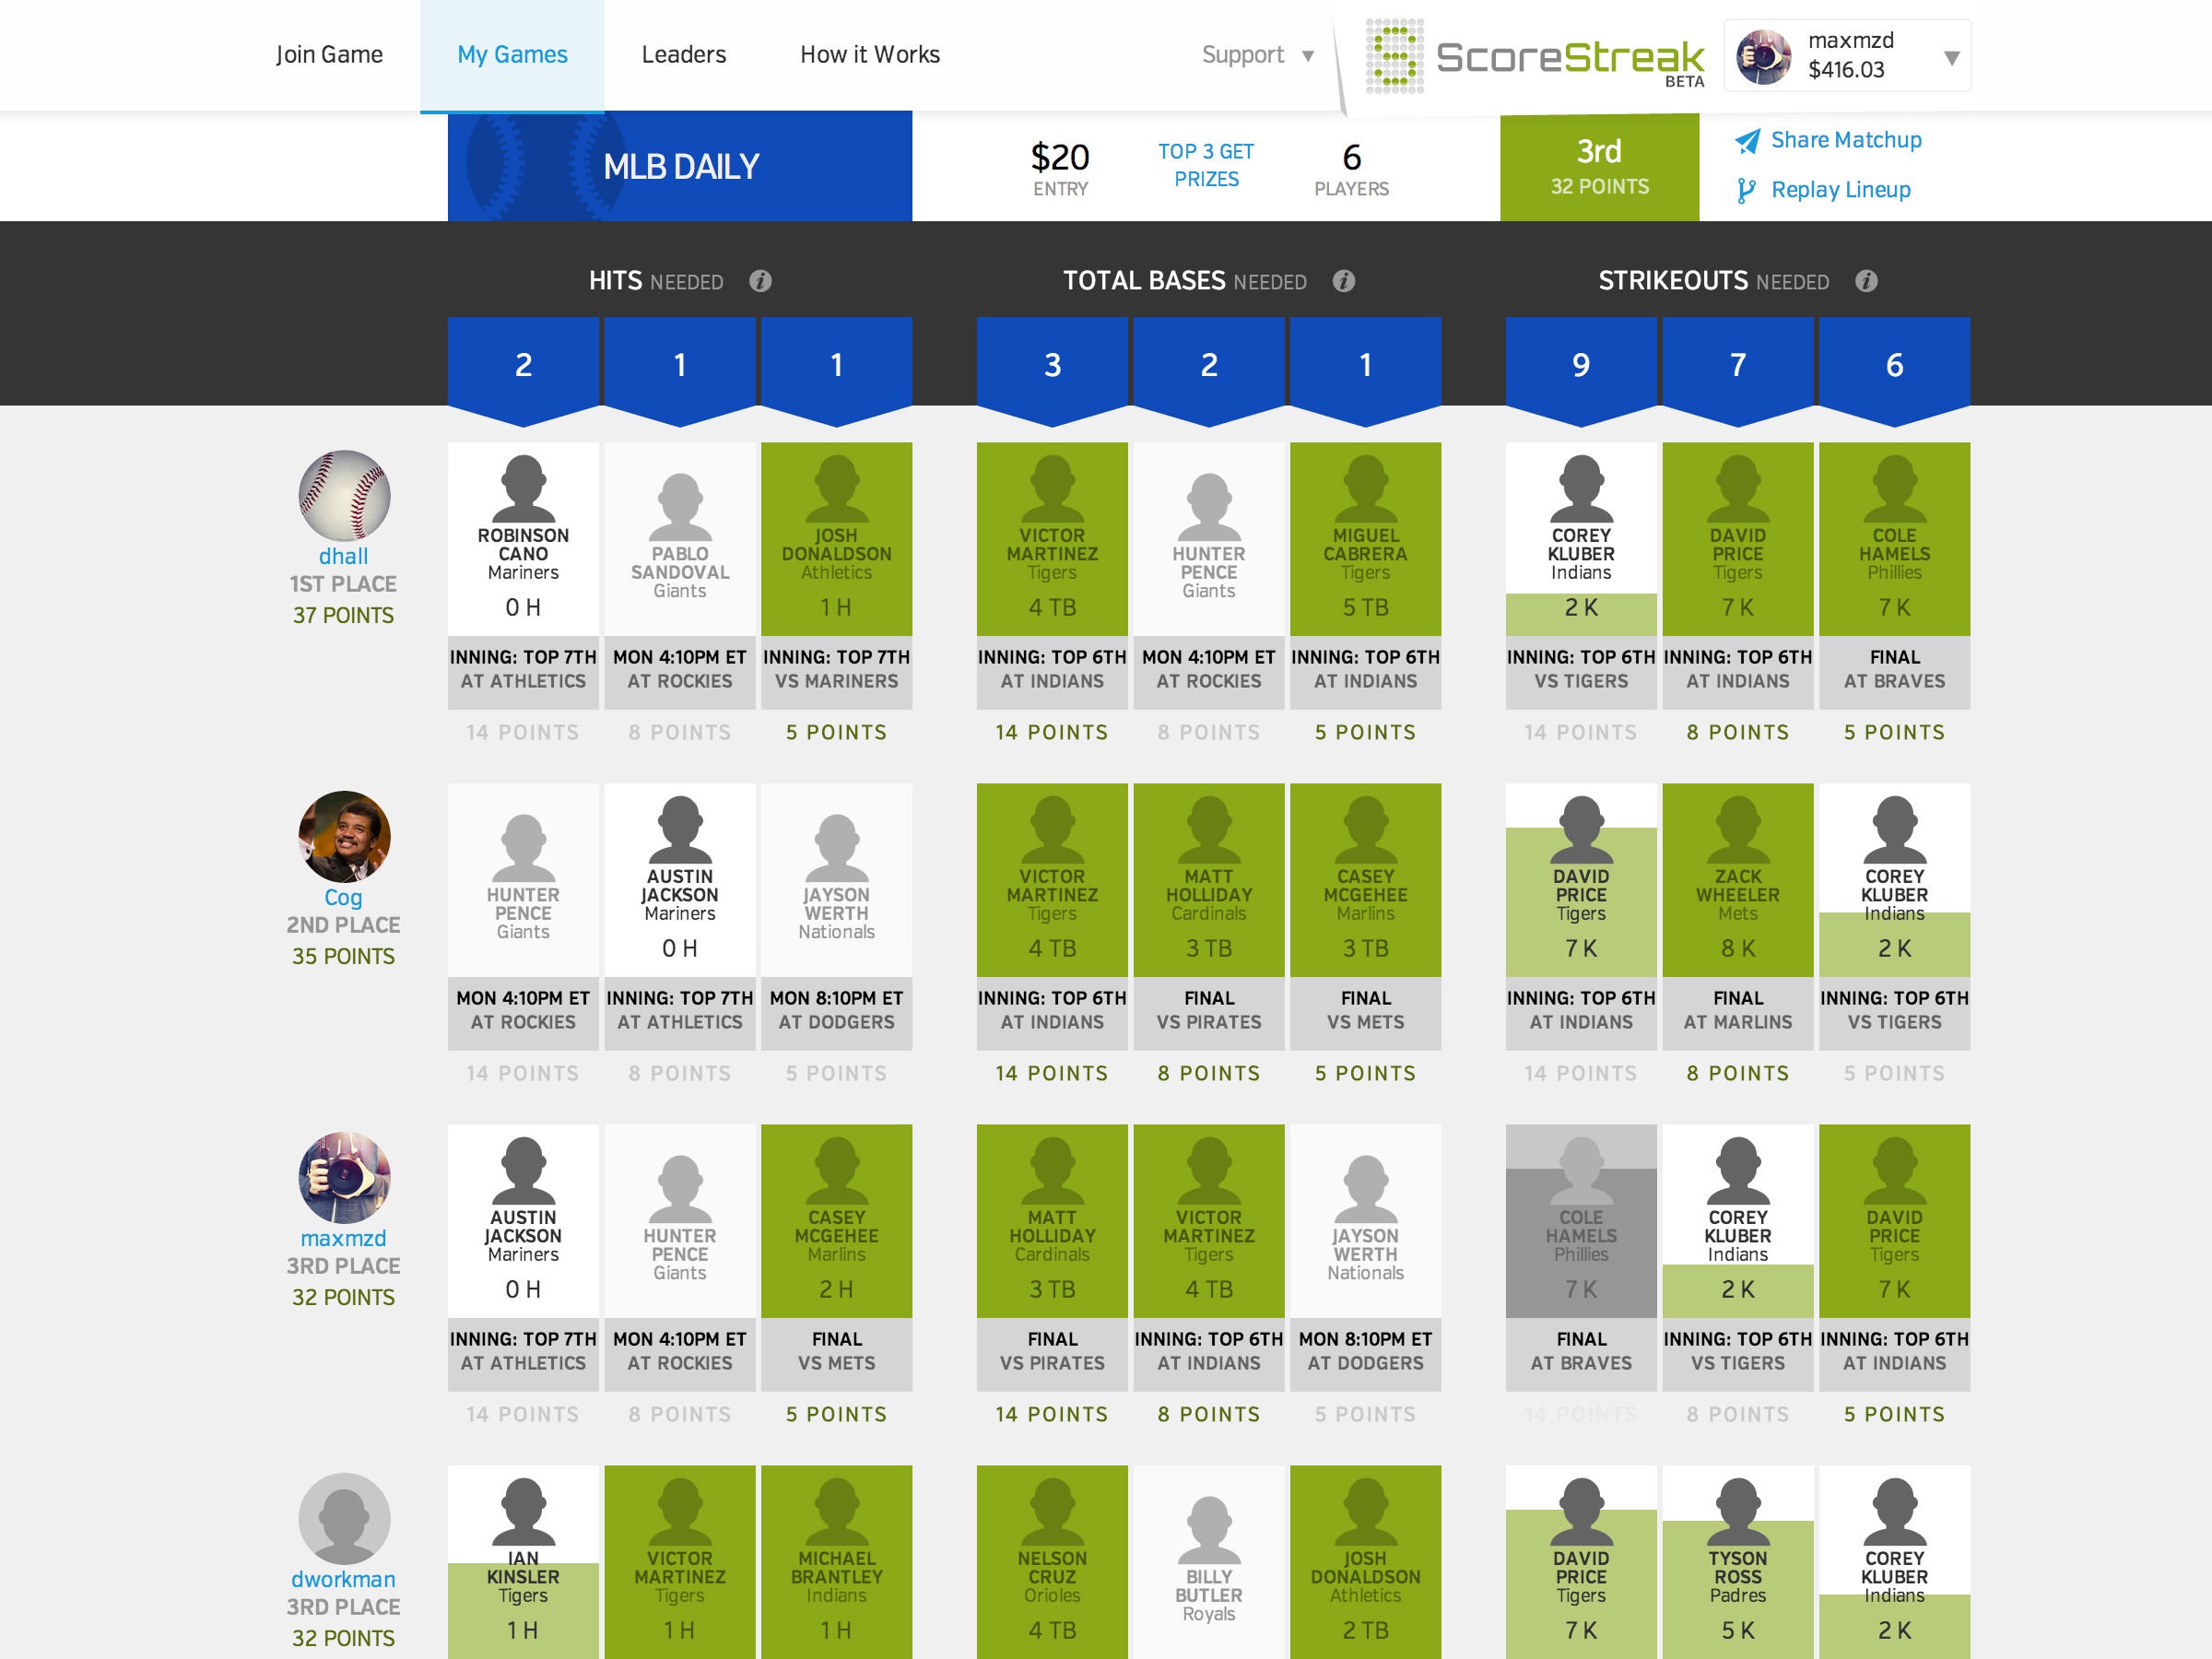 Join Game
My Games
Leaders
How it Works
Support
ScoreStreak
BETA
maxmzd
$416.03
MLB DAILY
$20
ENTRY
TOP 3 GET
PRIZES
6
PLAYERS
3rd
32 POINTS
Share Matchup
Replay Lineup
HITS NEEDED
TOTAL BASES NEEDED
STRIKEOUTS NEEDED
2 1 1 3 2 1 9 7 6
dhall
1ST PLACE
37 POINTS
ROBINSON
CANO
Mariners
0 H
INNING: TOP 7TH
AT ATHLETICS
14 POINTS
PABLO
SANDOVAL
Giants
MON 4:10PM ET
AT ROCKIES
8 POINTS
JOSH
DONALDSON
Athletics
1 H
INNING: TOP 7TH
VS MARINERS
5 POINTS
VICTOR
MARTINEZ
Tigers
4 TB
INNING: TOP 6TH
AT INDIANS
14 POINTS
HUNTER
PENCE
Giants
MON 4:10PM ET
AT ROCKIES
8 POINTS
MIGUEL
CABRERA
Tigers
5 TB
INNING: TOP 6TH
AT INDIANS
5 POINTS
COREY
KLUBER
Indians
2 K
INNING: TOP 6TH
VS TIGERS
14 POINTS
DAVID
PRICE
Tigers
7 K
INNING: TOP 6TH
AT INDIANS
8 POINTS
COLE
HAMELS
Phillies
7 K
FINAL
AT BRAVES
5 POINTS
Cog
2ND PLACE
35 POINTS
HUNTER
PENCE
Giants
MON 4:10PM ET
AT ROCKIES
14 POINTS
AUSTIN
JACKSON
Mariners
0 H
INNING: TOP 7TH
AT ATHLETICS
8 POINTS
JAYSON
WERTH
Nationals
MON 8:10PM ET
AT DODGERS
5 POINTS
VICTOR
MARTINEZ
Tigers
4 TB
INNING: TOP 6TH
AT INDIANS
14 POINTS
MATT
HOLLIDAY
Cardinals
3 TB
FINAL
VS PIRATES
8 POINTS
CASEY
MCGEHEE
Marlins
3 TB
FINAL
VS METS
5 POINTS
DAVID
PRICE
Tigers
7 K
INNING: TOP 6TH
AT INDIANS
14 POINTS
ZACK
WHEELER
Mets
8 K
FINAL
AT MARLINS
8 POINTS
COREY
KLUBER
Indians
2 K
INNING: TOP 6TH
VS TIGERS
5 POINTS
maxmzd
3RD PLACE
32 POINTS
AUSTIN
JACKSON
Mariners
0 H
INNING: TOP 7TH
AT ATHLETICS
14 POINTS
HUNTER
PENCE
Giants
MON 4:10PM ET
AT ROCKIES
8 POINTS
CASEY
MCGEHEE
Marlins
2 H
FINAL
VS METS
5 POINTS
MATT
HOLLIDAY
Cardinals
3 TB
FINAL
VS PIRATES
14 POINTS
VICTOR
MARTINEZ
Tigers
4 TB
INNING: TOP 6TH
AT INDIANS
8 POINTS
JAYSON
WERTH
Nationals
MON 8:10PM ET
AT DODGERS
5 POINTS
COLE
HAMELS
Phillies
7 K
FINAL
AT BRAVES
14 POINTS
COREY
KLUBER
Indians
2 K
INNING: TOP 6TH
VS TIGERS
8 POINTS
DAVID
PRICE
Tigers
7 K
INNING: TOP 6TH
AT INDIANS
5 POINTS
dworkman
3RD PLACE
32 POINTS
IAN
KINSLER
Tigers
1 H
VICTOR
MARTINEZ
Tigers
1 H
MICHAEL
BRANTLEY
Indians
1 H
NELSON
CRUZ
Orioles
4 TB
BILLY
BUTLER
Royals
JOSH
DONALDSON
Athletics
2 TB
DAVID
PRICE
Tigers
7 K
TYSON
ROSS
Padres
5 K
COREY
KLUBER
Indians
2 K